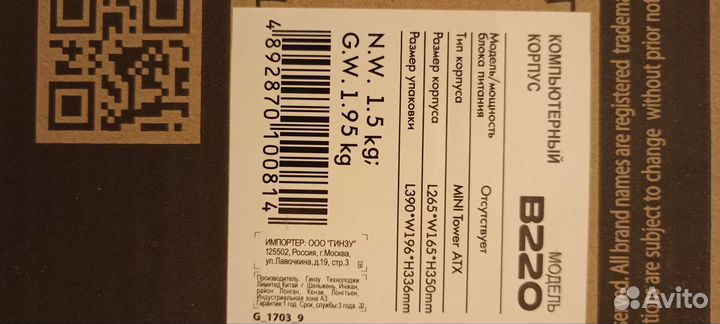 КОМПЬЮТЕРНЫЙ
КОРПУС
МОДЕЛЬ
B220
Модель/мощность
блока питания
Отсутствует
Тип корпуса
MINI Tower ATX
Размер корпуса
L265*W165*H350mm
Размер упаковки
L390*W196*H336mm
N.W. 1.5 kg;
G.W. 1.95 kg
4 892870 100814
ИМПОРТЕР: ООО "ГИНЗУ"
125502, Россия, г.Москва,
ул.Лавочкина, д.19, стр.3
Производитель: Гинзу Текнолоджи
Лимитед Китай г Шеньжень, Инжан,
район Лонган, Кензи, Лонгтьен,
Индустриальная зона А3.
Гарантия: 1 год. Срок службы:3 года.
G_1703_9
All brand names are registered tradema
are subject to change without prior not
Avito